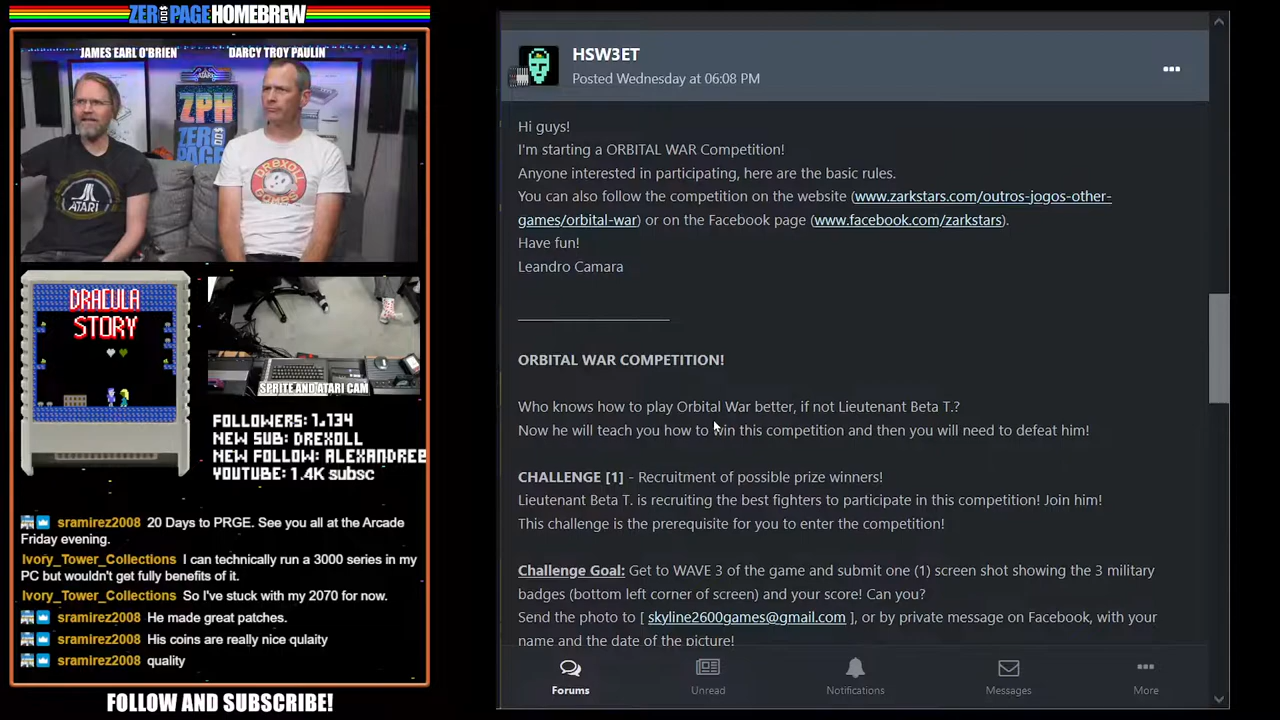 ZERO PAGE HOMEBREW
JAMES EARL O'BRIEN
DARCY TROY PAULIN
ATARI
ZPH
ZERO
PAGE
ATARI
DREXOLL
GAMES
DRACULA
STORY
SPRITE AND ATARI CAM
FOLLOWERS: 1,134
NEW SUB: DREXOLL
NEW FOLLOW: ALEXANDREE
YOUTUBE: 1.4K subsc
sramirez2008 20 Days to PRGE. See you all at the Arcade
Friday evening.
Ivory_Tower_Collections I can technically run a 3000 series in my
PC but wouldn't get fully benefits of it.
Ivory_Tower_Collections So I've stuck with my 2070 for now.
sramirez2008 He made great patches.
sramirez2008 His coins are really nice qulaity
sramirez2008 quality
FOLLOW AND SUBSCRIBE!
HSW3ET
Posted Wednesday at 06:08 PM
Hi guys!
I'm starting a ORBITAL WAR Competition!
Anyone interested in participating, here are the basic rules.
You can also follow the competition on the website (www.zarkstars.com/outros-jogos-other-
games/orbital-war) or on the Facebook page (www.facebook.com/zarkstars).
Have fun!
Leandro Camara
ORBITAL WAR COMPETITION!
Who knows how to play Orbital War better, if not Lieutenant Beta T.?
Now he will teach you how to win this competition and then you will need to defeat him!
CHALLENGE [1] - Recruitment of possible prize winners!
Lieutenant Beta T. is recruiting the best fighters to participate in this competition! Join him!
This challenge is the prerequisite for you to enter the competition!
Challenge Goal: Get to WAVE 3 of the game and submit one (1) screen shot showing the 3 military
badges (bottom left corner of screen) and your score! Can you?
Send the photo to [ skyline2600games@gmail.com ], or by private message on Facebook, with your
name and the date of the picture!
Forums
Unread
Notifications
Messages
More